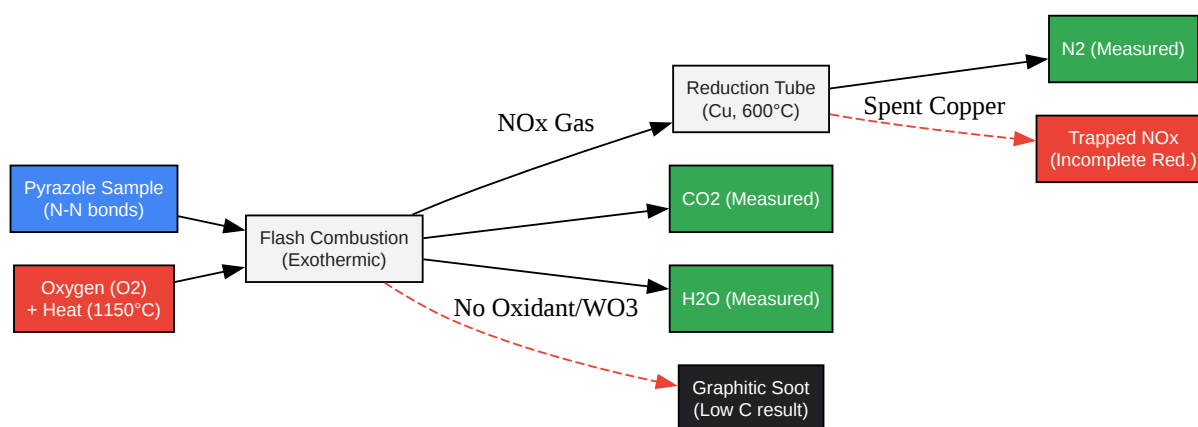 Pyrazole Sample
(N-N bonds)
Oxygen (O2)
+ Heat (1150°C)
Flash Combustion
(Exothermic)
NOx Gas
No Oxidant/WO3
Reduction Tube
(Cu, 600°C)
CO2 (Measured)
H2O (Measured)
Graphitic Soot
(Low C result)
Spent Copper
N2 (Measured)
Trapped NOx
(Incomplete Red.)